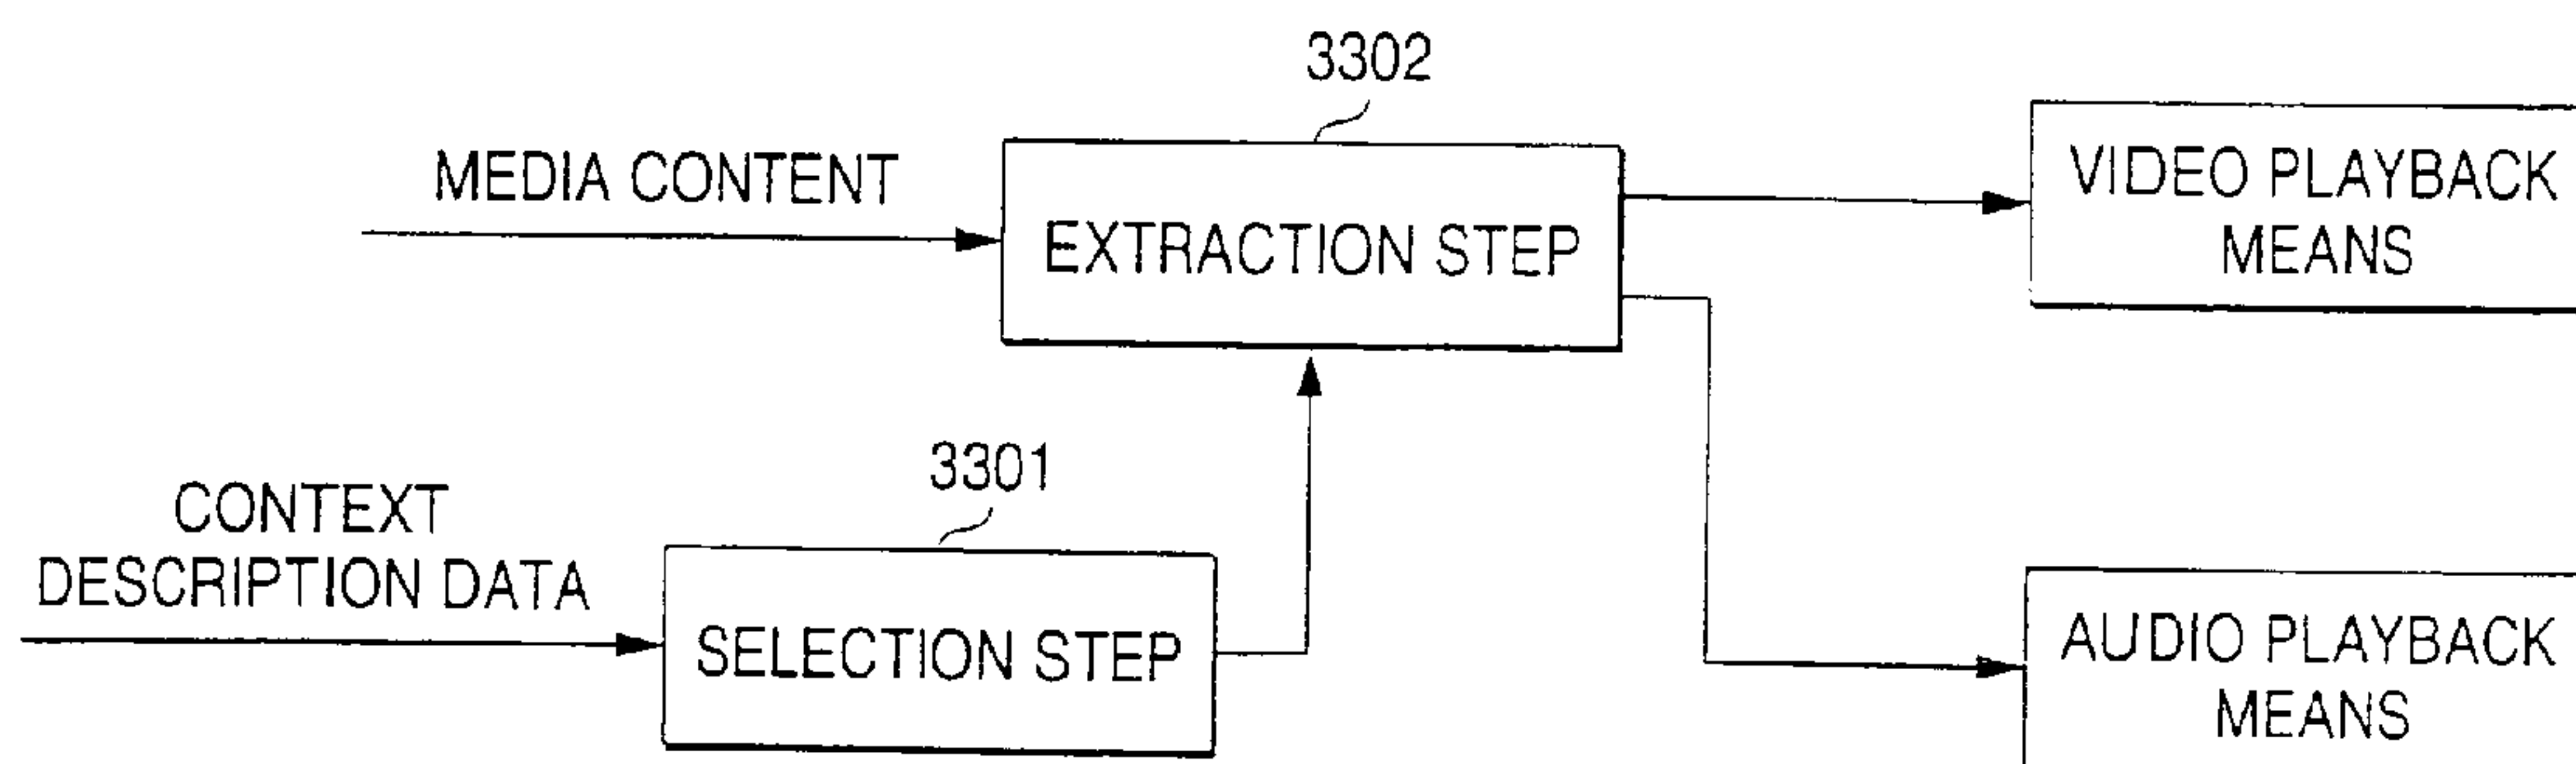 3302
MEDIA CONTENT
EXTRACTION STEP
VIDEO PLAYBACK
MEANS
3301
CONTEXT
DESCRIPTION DATA
SELECTION STEP
AUDIO PLAYBACK
MEANS